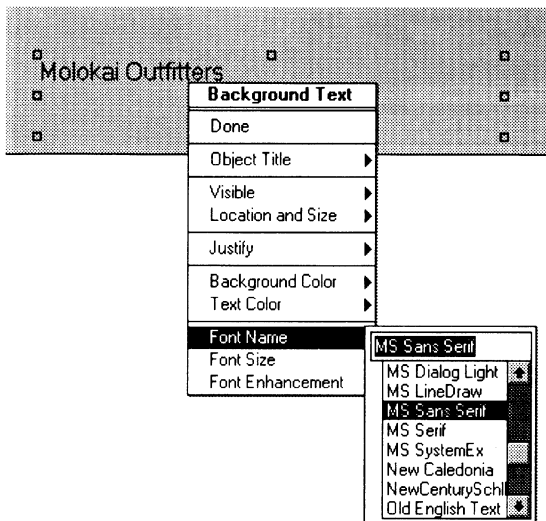 Molokai Outfitters
Background Text
Done
Object Title
Visible
Location and Size
Justify
Background Color
Text Color
Font Name
Font Size
Font Enhancement
MS Sans Serif
MS Dialog Light
MS LineDraw
MS Sans Serif
MS Serif
MS SystemEx
New Caledonia
NewCenturySchl
Old English Text